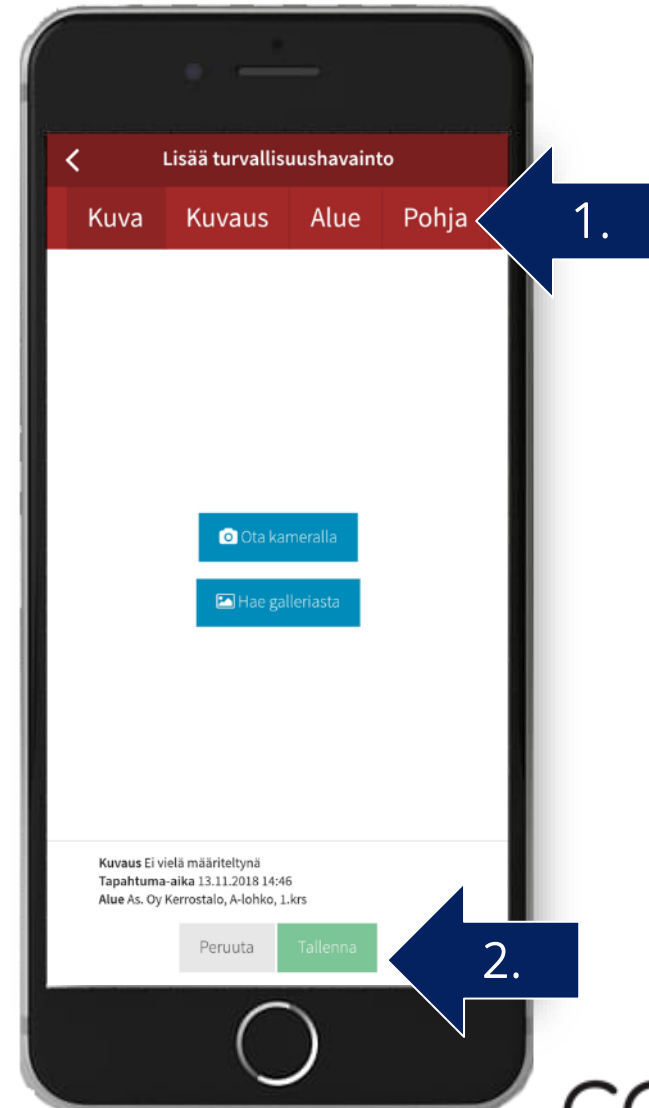 Lisää turvallisuushavainto
Kuva Kuvaus Alue Pohja
1.
Ota kameralla
Hae galleriasta
Kuvaus Ei vielä määriteltynä
Tapahtuma-aika 13.11.2018 14:46
Alue As. Oy Kerrostalo, A-lohko, 1.krs
Peruuta Tallenna
2.